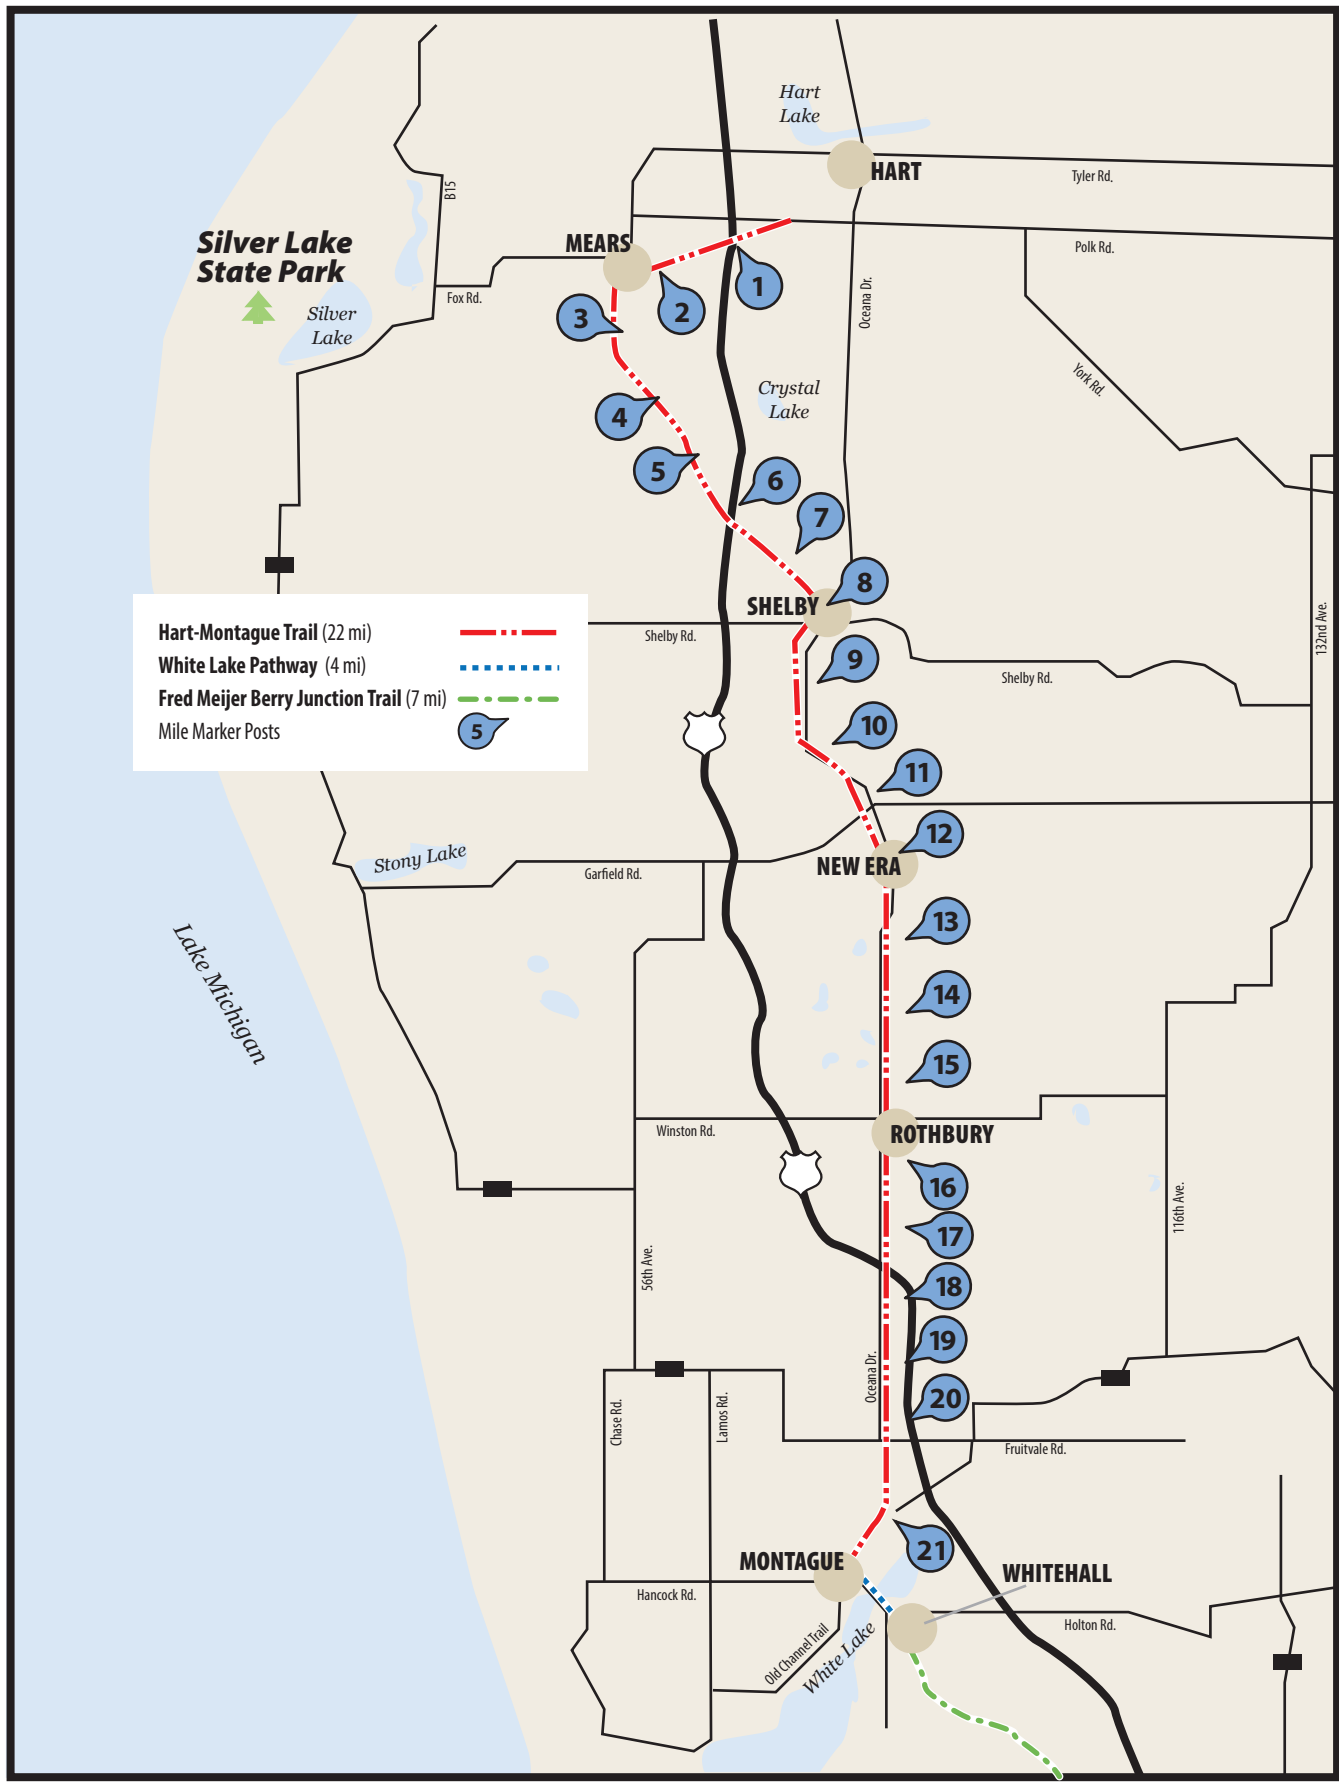 Hart
Lake
HART
Tyler Rd.
B15
Silver Lake
State Park
MEARS
Polk Rd.
Fox Rd.
1
2
3
Oceana Dr.
Silver
Lake
York Rd.
Crystal
Lake
4
5
6
7
8
SHELBY
132nd Ave.
Hart-Montague Trail (22 mi)
White Lake Pathway (4 mi)
Fred Meijer Berry Junction Trail (7 mi)
Mile Marker Posts
5
Shelby Rd.
9
Shelby Rd.
10
11
12
Stony Lake
Garfield Rd.
NEW ERA
13
Lake Michigan
14
15
Winston Rd.
ROTHBURY
16
116th Ave.
17
56th Ave.
18
19
Oceana Dr.
20
Chase Rd.
Lamos Rd.
Fruitvale Rd.
21
MONTAGUE
WHITEHALL
Hancock Rd.
Holton Rd.
Old Channel Trail
White Lake